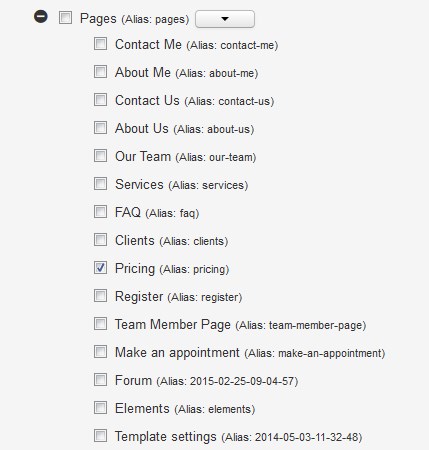 Pages (Alias: pages)
Contact Me (Alias: contact-me)
About Me (Alias: about-me)
Contact Us (Alias: contact-us)
About Us (Alias: about-us)
Our Team (Alias: our-team)
Services (Alias: services)
FAQ (Alias: faq)
Clients (Alias: clients)
Pricing (Alias: pricing)
Register (Alias: register)
Team Member Page (Alias: team-member-page)
Make an appointment (Alias: make-an-appointment)
Forum (Alias: 2015-02-25-09-04-57)
Elements (Alias: elements)
Template settings (Alias: 2014-05-03-11-32-48)